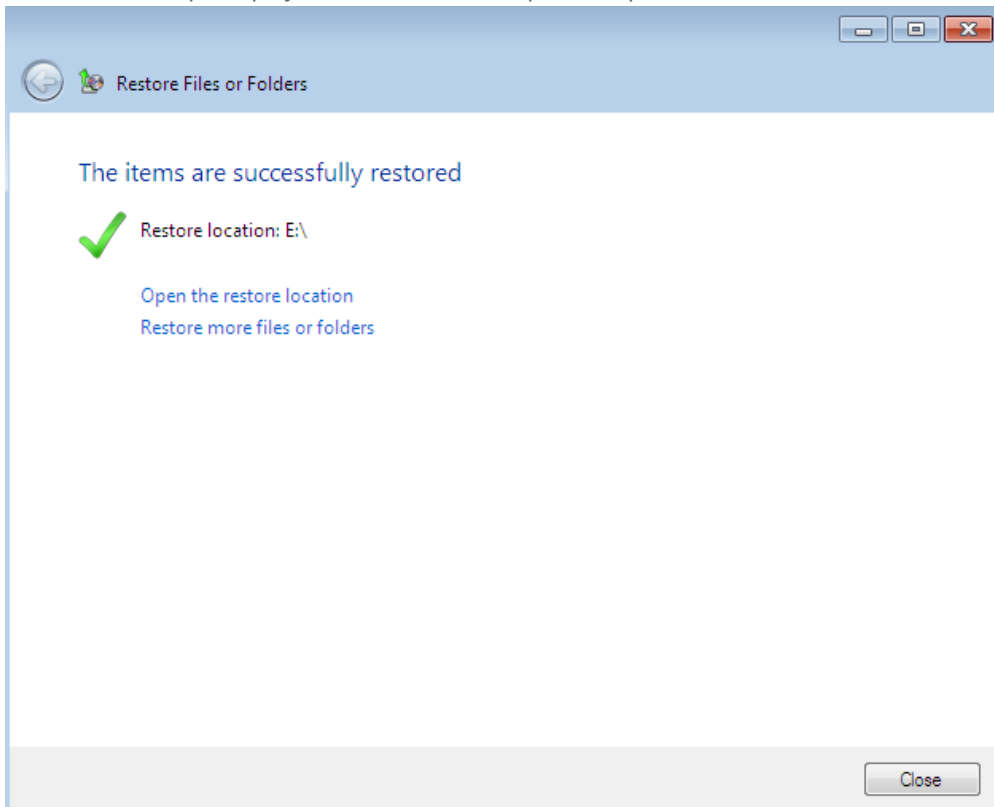 Restore Files or Folders
The items are successfully restored
Restore location: E:\
Open the restore location
Restore more files or folders
Close